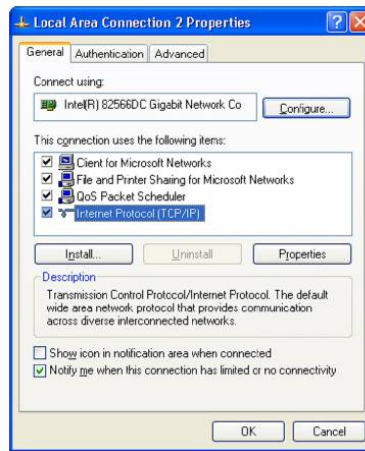 Local Area Connection 2 Properties
General Authentication Advanced
Connect using:
Intel(R) 82566DC Gigabit Network Co
Configure...
This connection uses the following items:
Client for Microsoft Networks
File and Printer Sharing for Microsoft Networks
QoS Packet Scheduler
Internet Protocol (TCP/IP)
Install... Uninstall Properties
Description
Transmission Control Protocol/Internet Protocol. The default
wide area network protocol that provides communication
across diverse interconnected networks.
Show icon in notification area when connected
Notify me when this connection has limited or no connectivity
OK Cancel